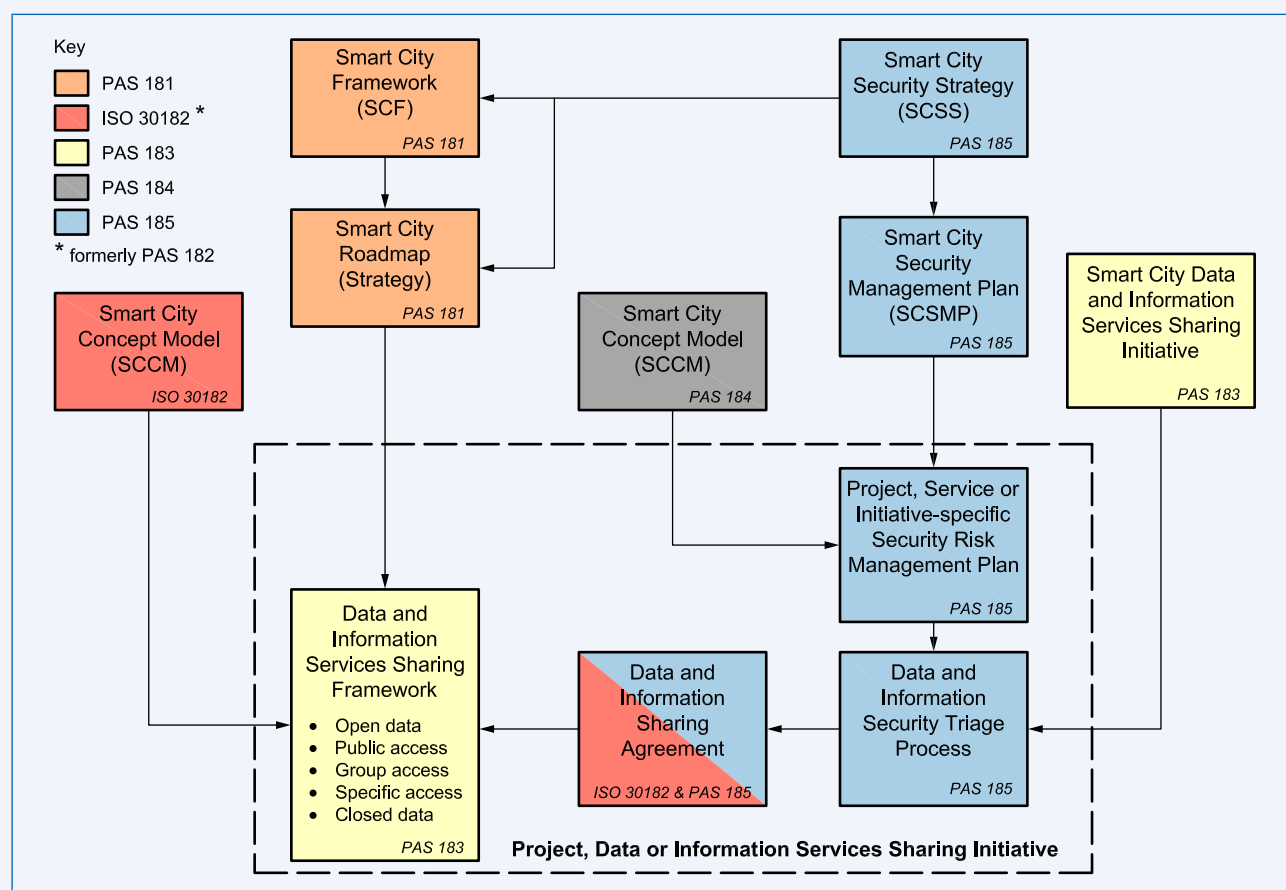 Key
PAS 181
ISO 30182 *
PAS 183
PAS 184
PAS 185
* formerly PAS 182
Smart City
Framework
(SCF)
PAS 181
Smart City
Security Strategy
(SCSS)
PAS 185
Smart City
Roadmap
(Strategy)
PAS 181
Smart City
Security
Management Plan
(SCSMP)
PAS 185
Smart City Data
and Information
Services Sharing
Initiative
PAS 183
Smart City
Concept Model
(SCCM)
ISO 30182
Smart City
Concept Model
(SCCM)
PAS 184
Project, Service or
Initiative-specific
Security Risk
Management Plan
PAS 185
Data and
Information
Services Sharing
Framework
• Open data
• Public access
• Group access
• Specific access
• Closed data
PAS 183
Data and
Information
Sharing
Agreement
ISO 30182 & PAS 185
Data and
Information
Security Triage
Process
PAS 185
Project, Data or Information Services Sharing Initiative